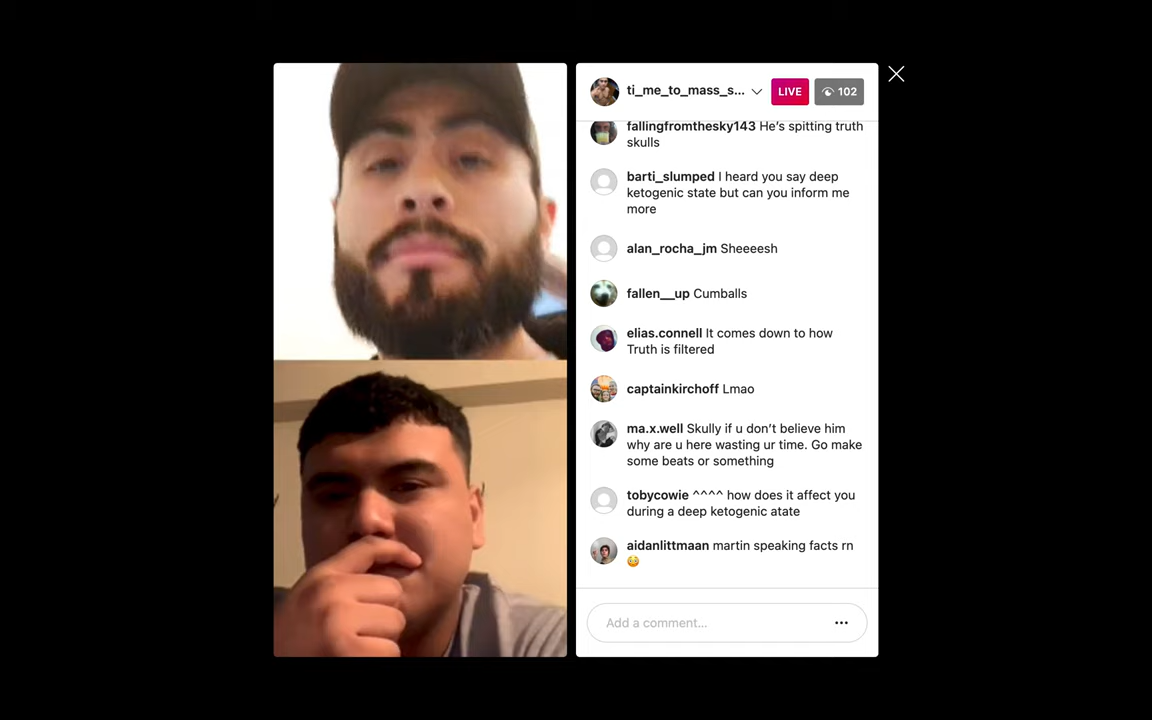 ti_me_to_mass_s...
LIVE
102
fallingfromthesky143 He's spitting truth
skulls
barti_slumped I heard you say deep
ketogenic state but can you inform me
more
alan_rocha_jm Sheeeesh
fallen__up Cumballs
elias.connell It comes down to how
Truth is filtered
captainkirchoff Lmao
ma.x.well Skully if u don't believe him
why are u here wasting ur time. Go make
some beats or something
tobycowie ^^^^ how does it affect you
during a deep ketogenic atate
aidanlittmaan martin speaking facts rn
😳
Add a comment...